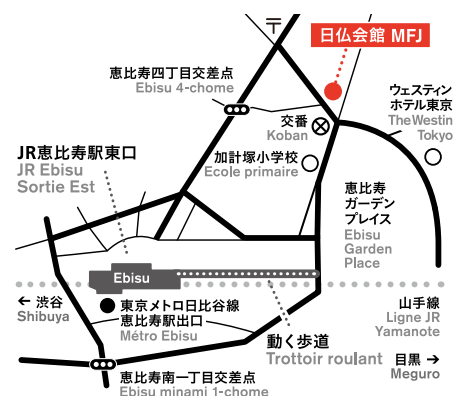 〒
日仏会館 MFJ
恵比寿四丁目交差点
Ebisu 4-chome
ウェスティン
ホテル東京
The Westin
Tokyo
交番
Koban
加計塚小学校
Ecole primaire
JR恵比寿駅東口
JR Ebisu
Sortie Est
恵比寿
ガーデン
プレイス
Ebisu
Garden
Place
Ebisu
← 渋谷
Shibuya
東京メトロ日比谷線
恵比寿駅出口
Métro Ebisu
動く歩道
Trottoir roulant
山手線
Ligne JR
Yamanote
目黒 →
Meguro
恵比寿南一丁目交差点
Ebisu minami 1-chome